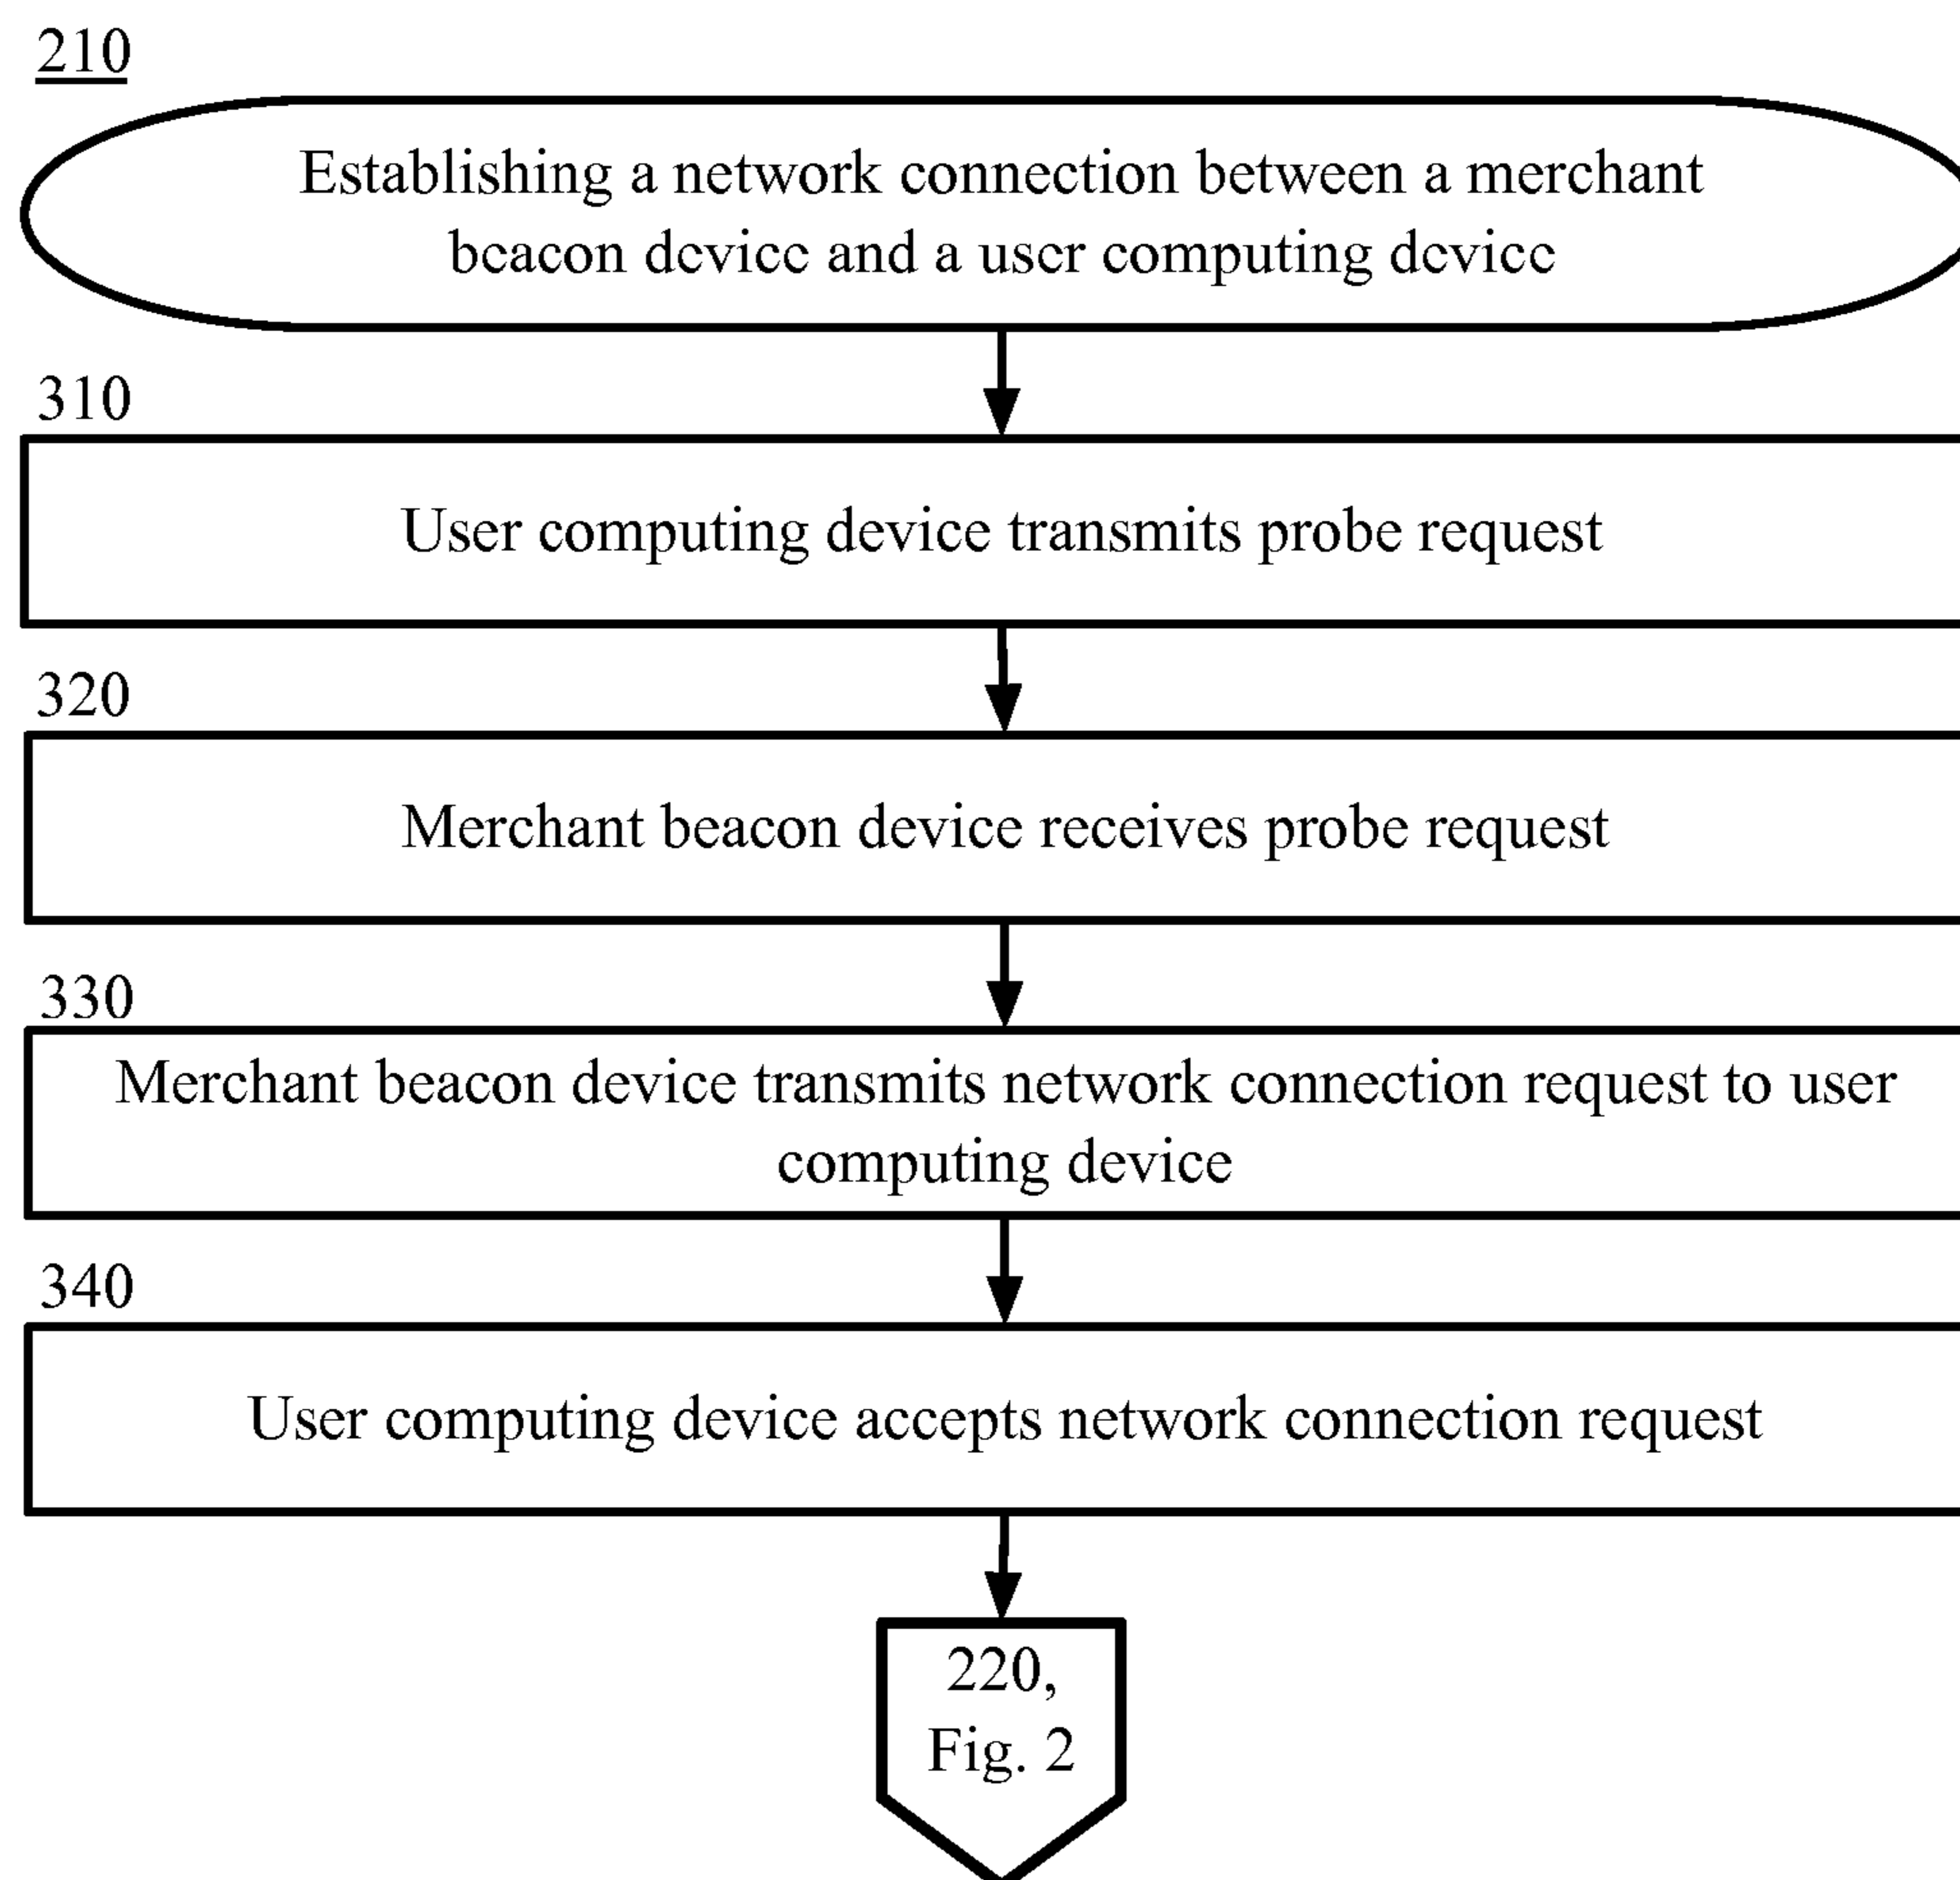 210
Establishing a network connection between a merchant
beacon device and a user computing device
310
User computing device transmits probe request
320
Merchant beacon device receives probe request
330
Merchant beacon device transmits network connection request to user
computing device
340
User computing device accepts network connection request
220,
Fig. 2